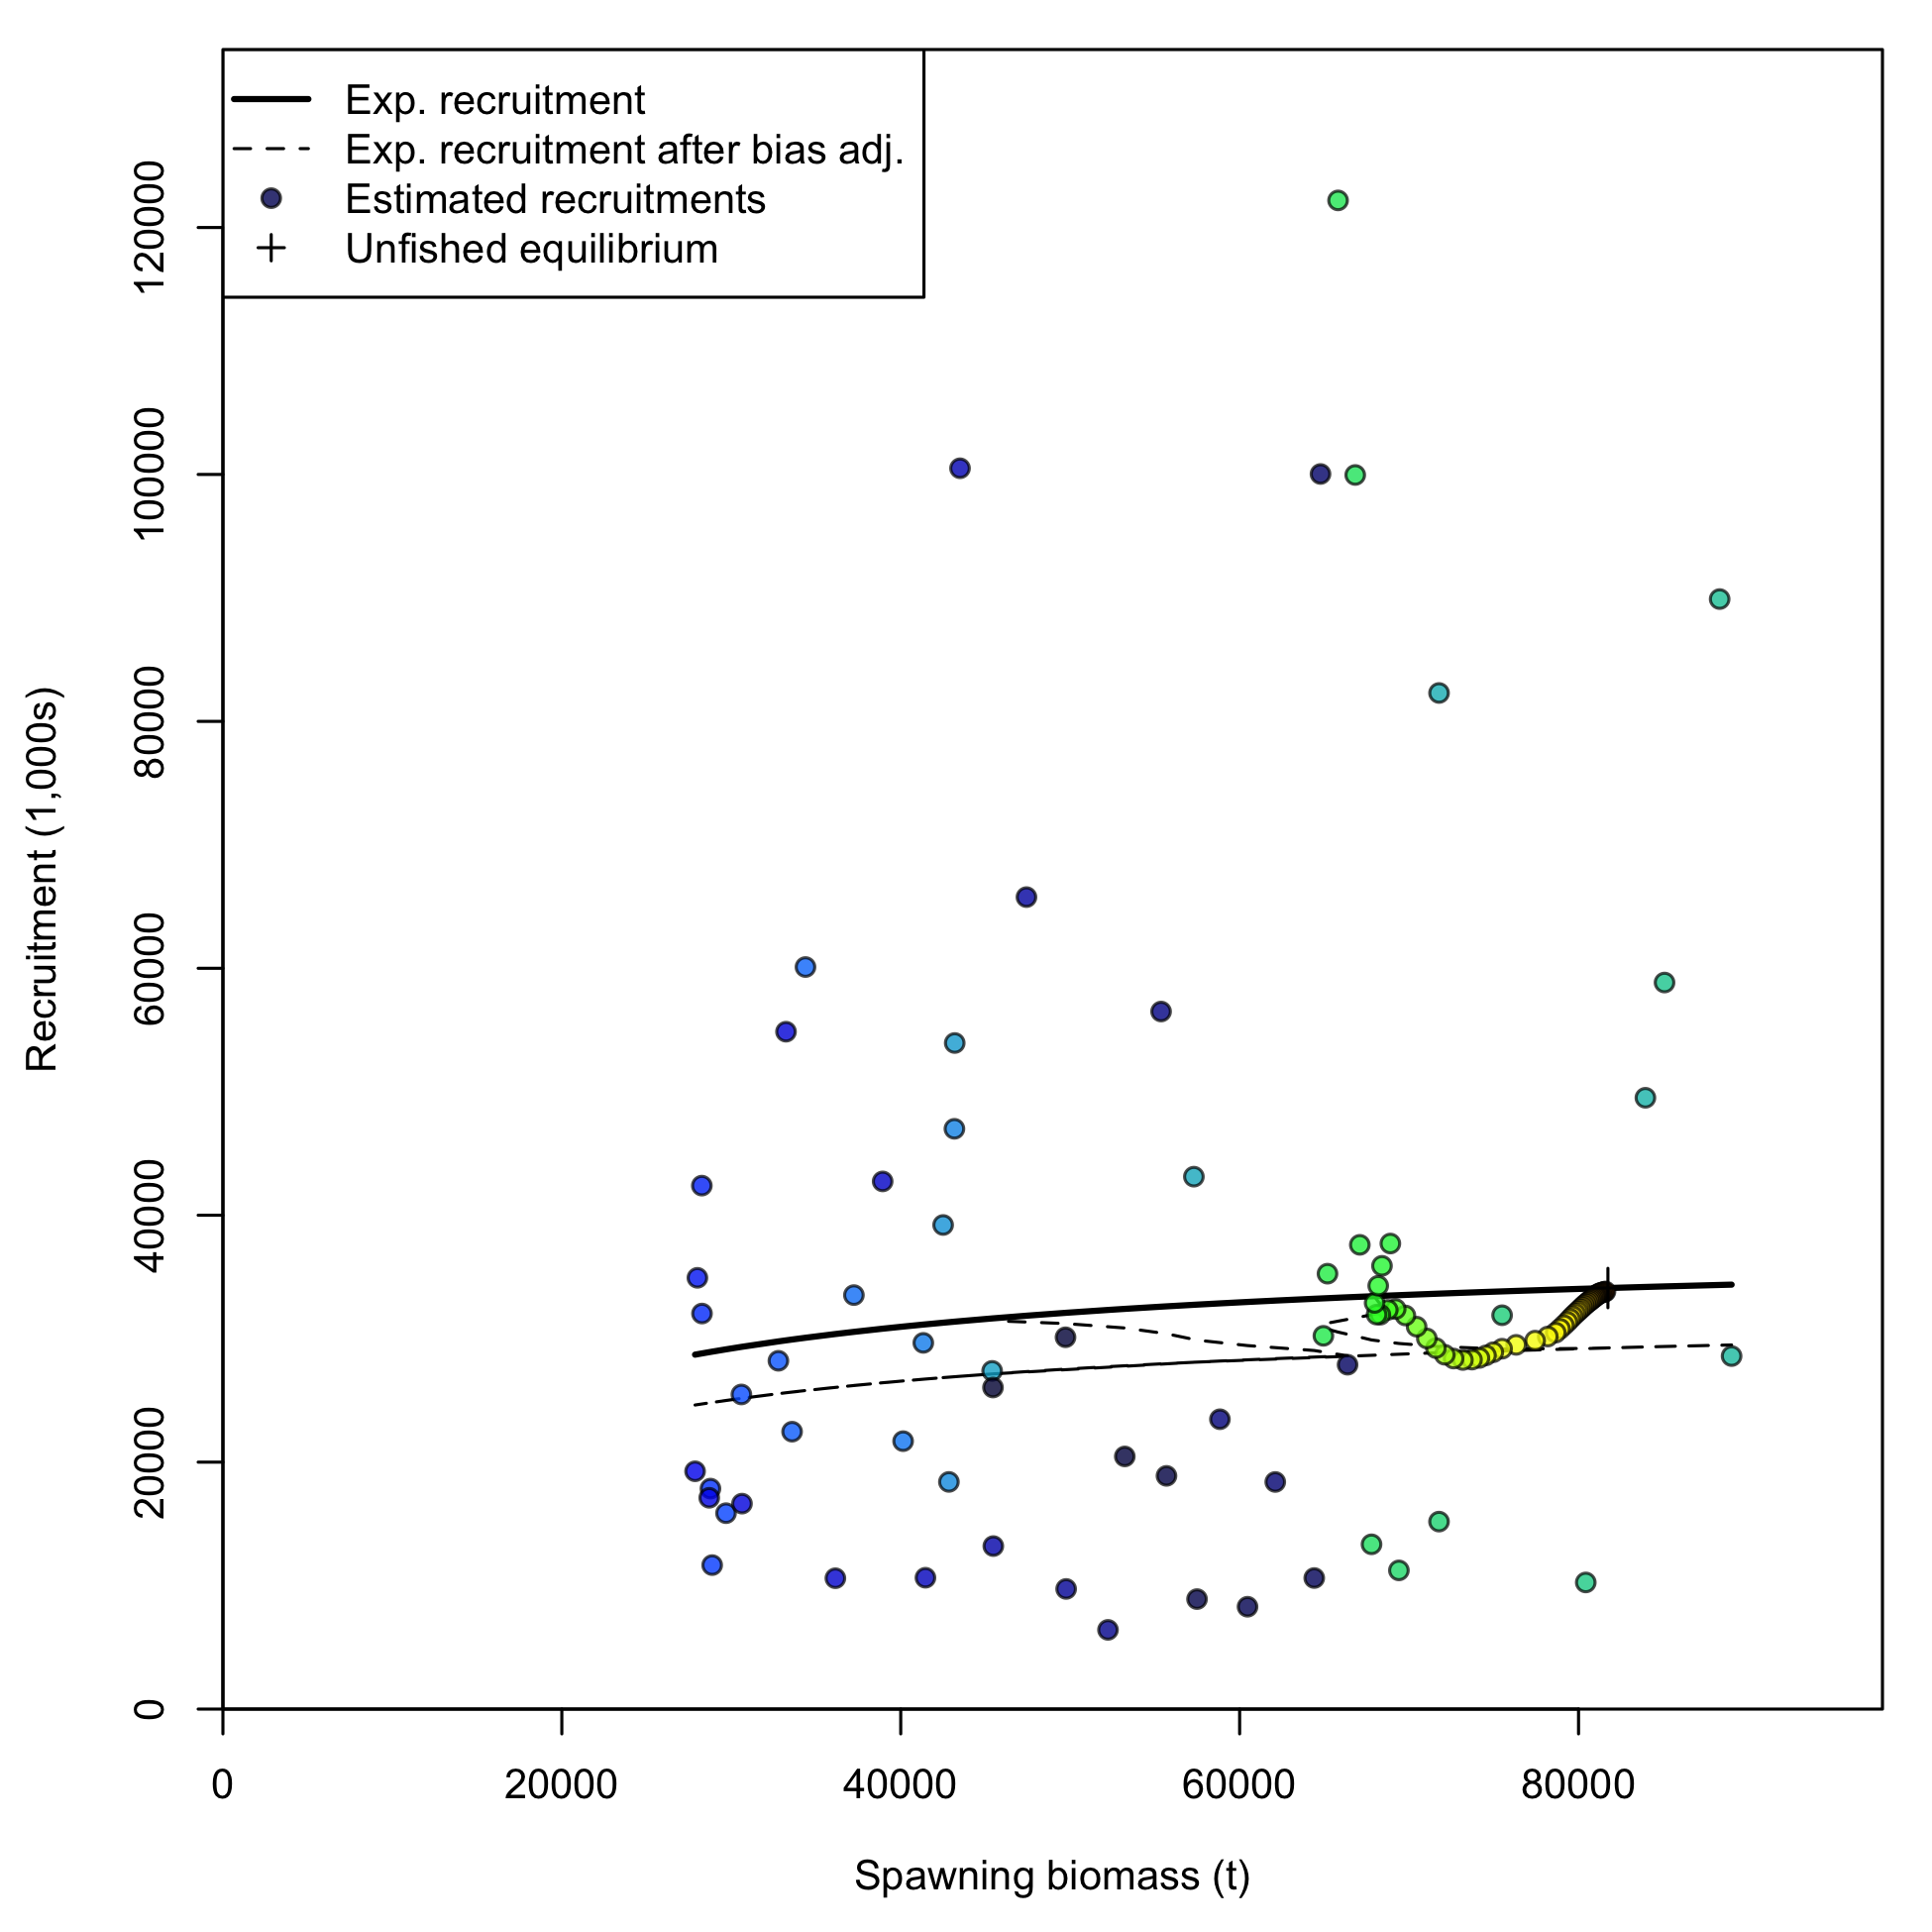 Exp. recruitment
Exp. recruitment after bias adj.
Estimated recruitments
Unfished equilibrium
Recruitment (1,000s)
120000
100000
80000
60000
40000
20000
0
0 20000 40000 60000 80000
Spawning biomass (t)